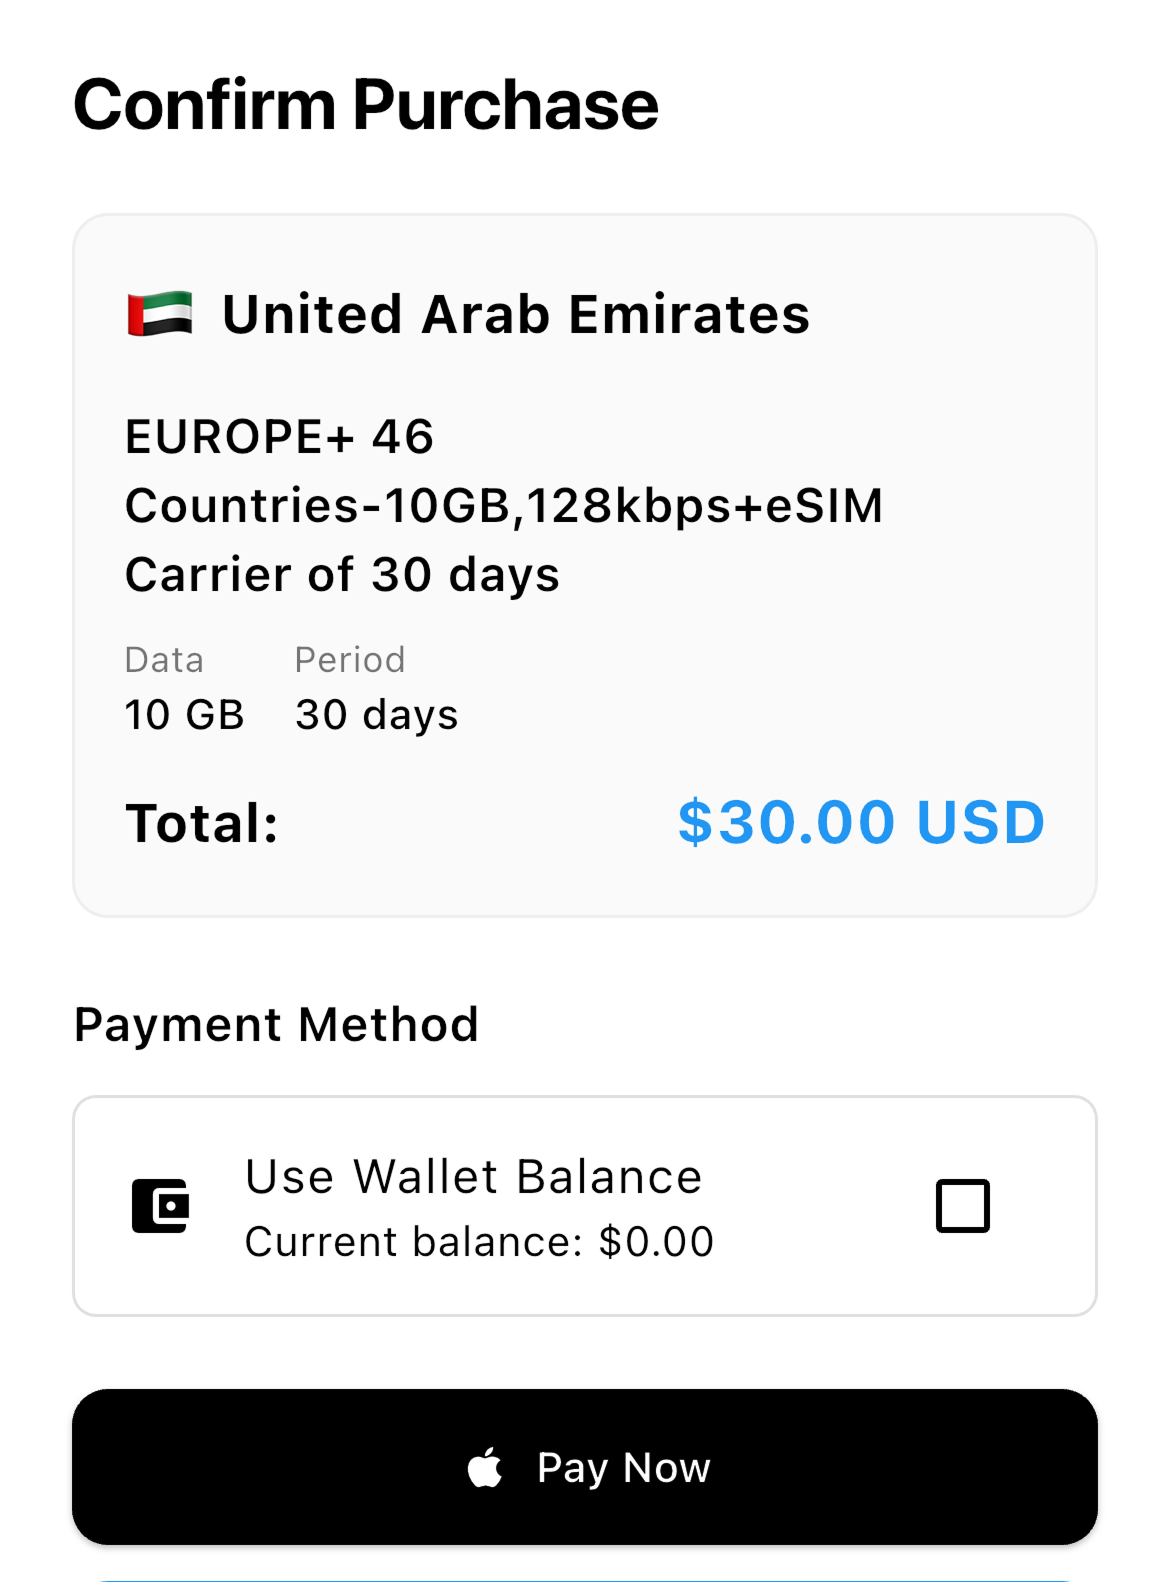 Confirm Purchase
United Arab Emirates
EUROPE+ 46
Countries-10GB,128kbps+eSIM
Carrier of 30 days
Data Period
10 GB 30 days
Total: $30.00 USD
Payment Method
Use Wallet Balance
Current balance: $0.00
Pay Now